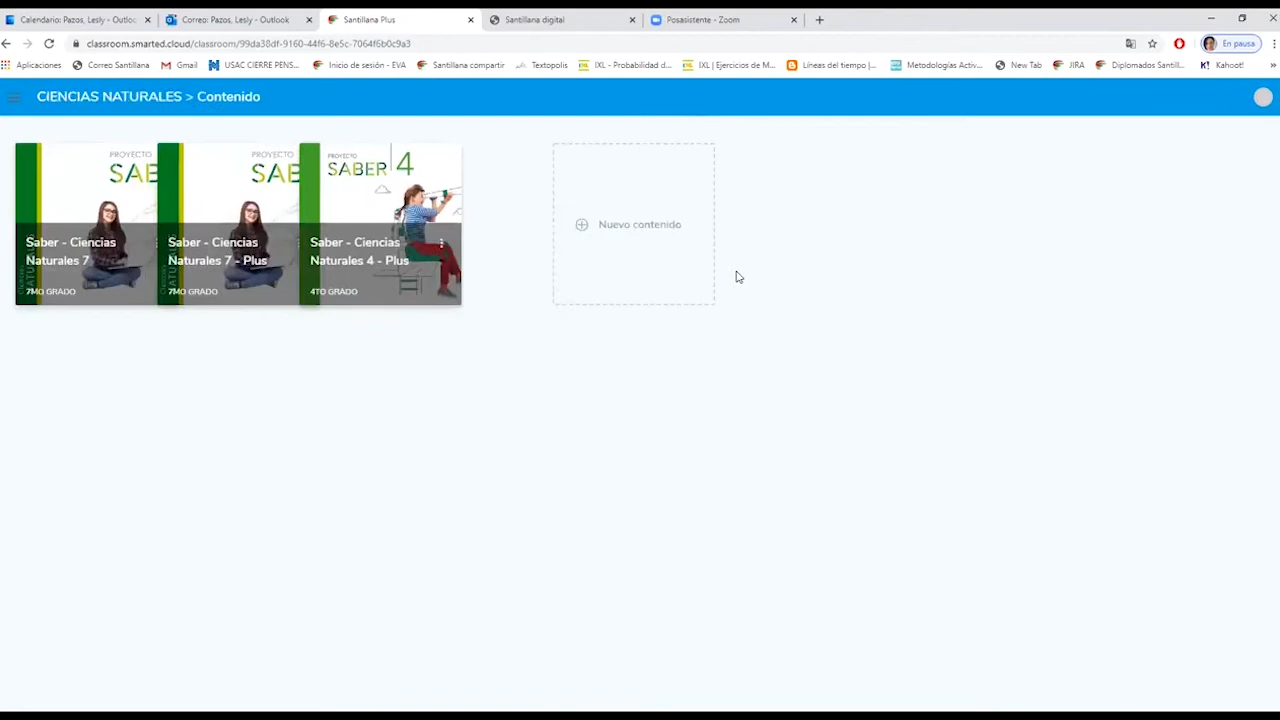 Calendario: Pazos, Lesly - Outloo
Correo: Pazos, Lesly - Outlook
Santillana Plus
Santillana digital
Posasistente - Zoom
classroom.smarted.cloud/classroom/99da38df-9160-44f6-8e5c-7064f6b0c9a3
En pausa
Aplicaciones
Correo Santillana
Gmail
USAC CIERRE PENS...
Inicio de sesión - EVA
Santillana compartir
Textopolis
IXL - Probabilidad d...
IXL | Ejercicios de M...
Líneas del tiempo |...
Metodologías Activ...
New Tab
JIRA
Diplomados Santill...
Kahoot!
CIENCIAS NATURALES > Contenido
PROYECTO
SAB
Saber - Ciencias
Naturales 7
7MO GRADO
PROYECTO
SAB
Saber - Ciencias
Naturales 7 - Plus
7MO GRADO
PROYECTO
SABER 4
Saber - Ciencias
Naturales 4 - Plus
4TO GRADO
Nuevo contenido